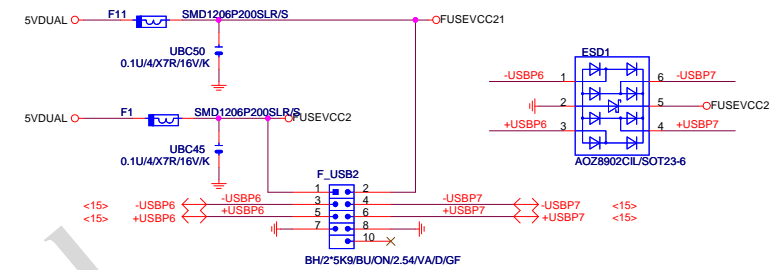 F11 SMD1206P200SLR/S
5VDUAL FUSEVCC21
UBC50
0.1U/4/X7R/16V/K
ESD1
-USBP6 1 6 -USBP7
2 5 FUSEVCC2
+USBP6 3 4 +USBP7
AOZ8902CIL/SOT23-6
F1 SMD1206P200SLR/S
5VDUAL FUSEVCC2
UBC45
0.1U/4/X7R/16V/K
F_USB2
1 2
<15> -USBP6 -USBP6 3 4 -USBP7 -USBP7 <15>
<15> +USBP6 +USBP6 5 6 +USBP7 +USBP7 <15>
7 8
10
BH/2*5K9/BU/ON/2.54/VA/D/GF